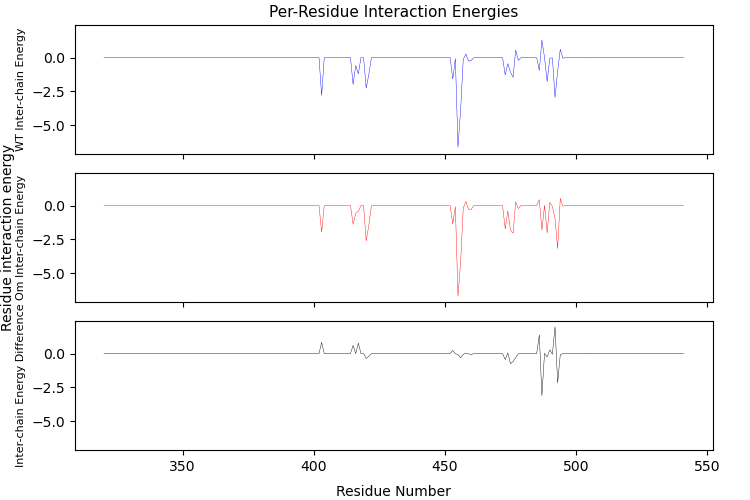 Per-Residue Interaction Energies
WT Inter-chain Energy
0.0
−2.5
−5.0
Residue interaction energy
Om Inter-chain Energy
0.0
−2.5
−5.0
Inter-chain Energy Difference
0.0
−2.5
−5.0
350 400 450 500 550
Residue Number